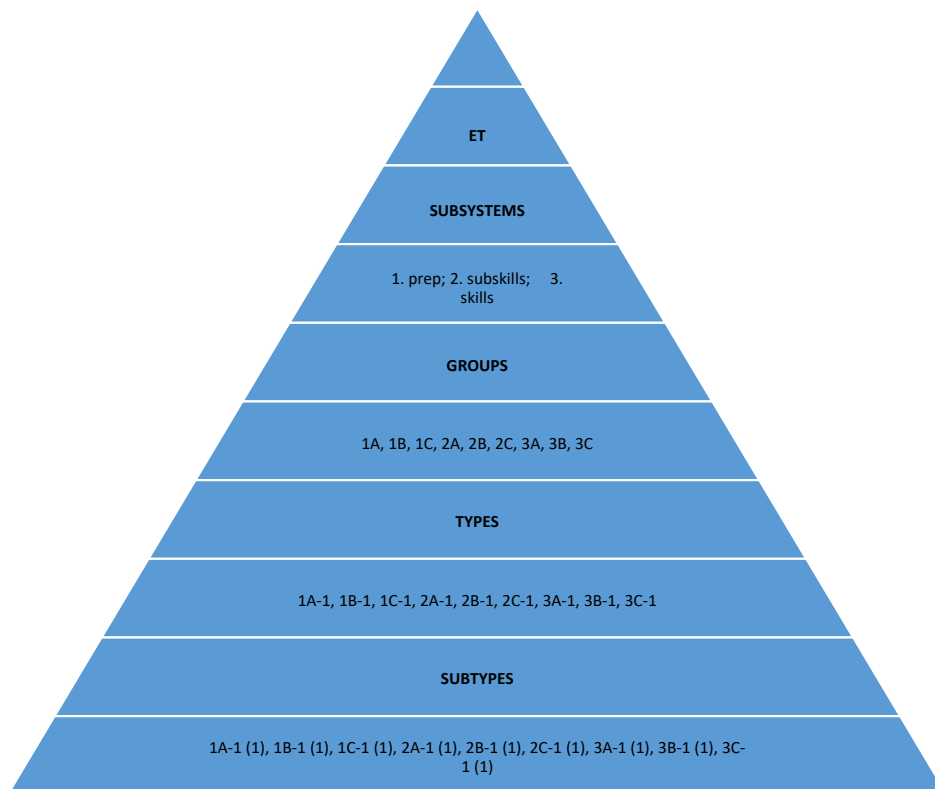 ET
SUBSYSTEMS
1. prep; 2. subskills; 3.
skills
GROUPS
1A, 1B, 1C, 2A, 2B, 2C, 3A, 3B, 3C
TYPES
1A-1, 1B-1, 1C-1, 2A-1, 2B-1, 2C-1, 3A-1, 3B-1, 3C-1
SUBTYPES
1A-1 (1), 1B-1 (1), 1C-1 (1), 2A-1 (1), 2B-1 (1), 2C-1 (1), 3A-1 (1), 3B-1 (1), 3C-
1 (1)